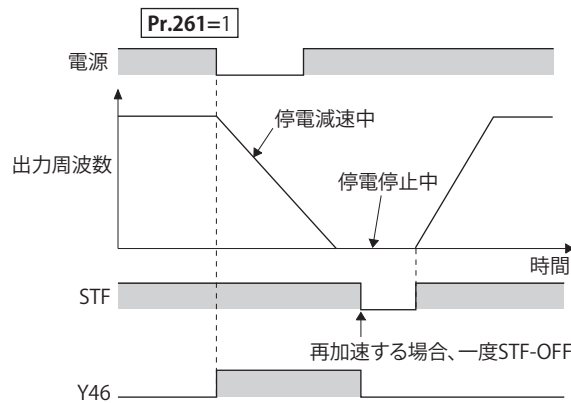 Pr.261=1
電源
停電減速中
出力周波数
停電停止中
時間
STF
再加速する場合、一度STF-OFF
Y46